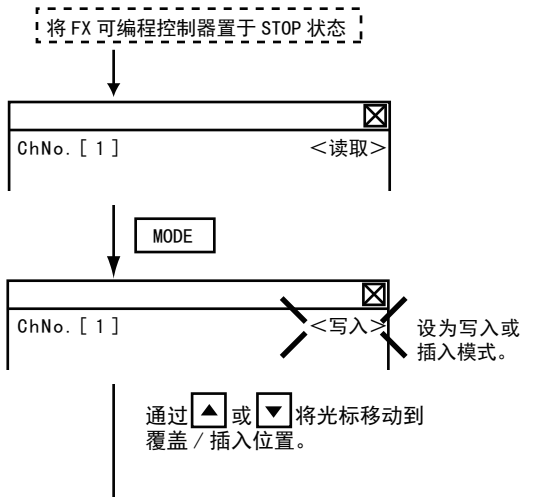 将 FX 可编程控制器置于 STOP 状态
ChNo.[ 1 ] <读取>
MODE
ChNo.[ 1 ] <写入>
设为写入或
插入模式。
通过▲或▼将光标移动到
覆盖 / 插入位置。